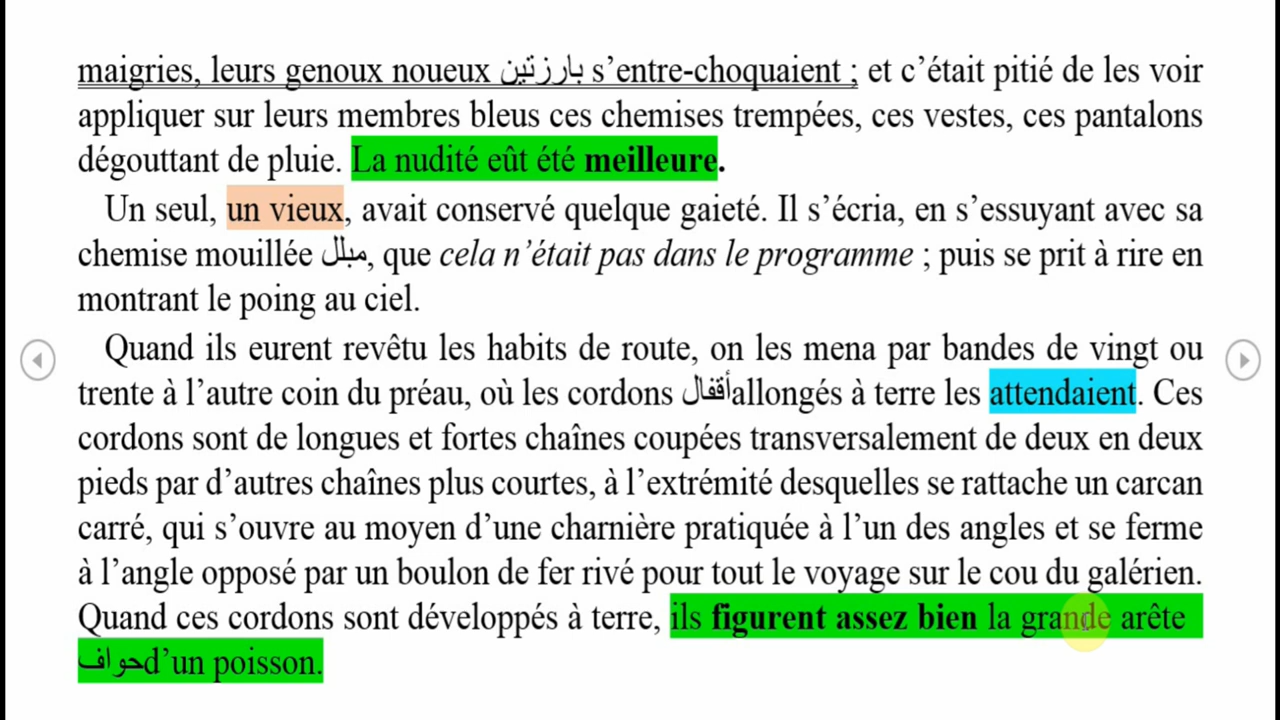 maigries, leurs genoux noueux بارزتين s’entre-choquaient ; et c’était pitié de les voir
appliquer sur leurs membres bleus ces chemises trempées, ces vestes, ces pantalons
dégouttant de pluie. La nudité eût été meilleure.
Un seul, un vieux, avait conservé quelque gaieté. Il s’écria, en s’essuyant avec sa
chemise mouillée مبلل, que cela n’était pas dans le programme ; puis se prit à rire en
montrant le poing au ciel.
Quand ils eurent revêtu les habits de route, on les mena par bandes de vingt ou
trente à l’autre coin du préau, où les cordons أقفال allongés à terre les attendaient. Ces
cordons sont de longues et fortes chaînes coupées transversalement de deux en deux
pieds par d’autres chaînes plus courtes, à l’extrémité desquelles se rattache un carcan
carré, qui s’ouvre au moyen d’une charnière pratiquée à l’un des angles et se ferme
à l’angle opposé par un boulon de fer rivé pour tout le voyage sur le cou du galérien.
Quand ces cordons sont développés à terre, ils figurent assez bien la grande arête
حواف d’un poisson.